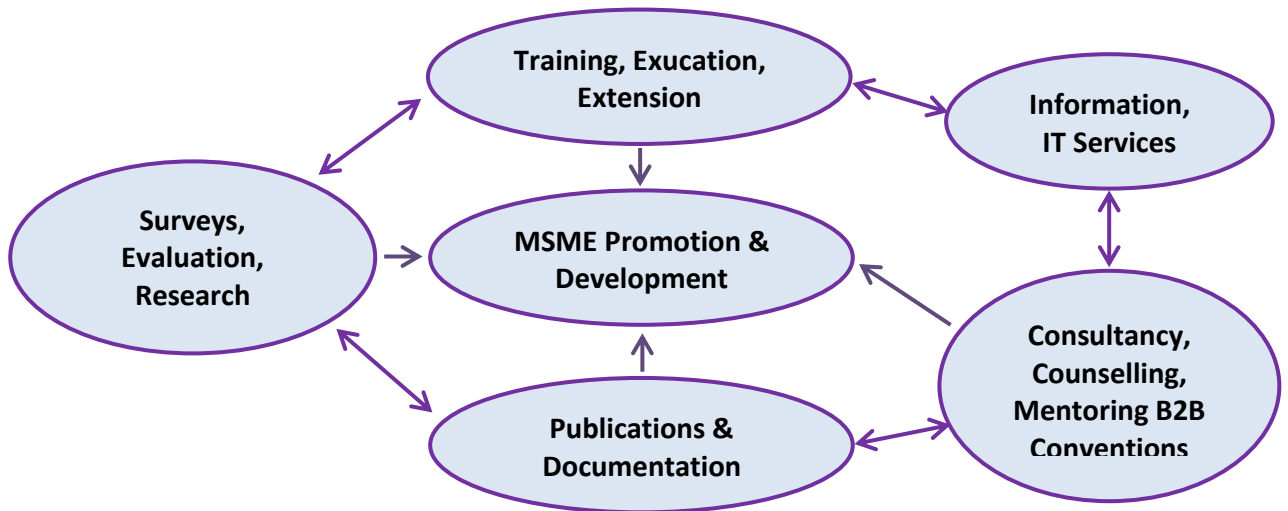 Training, Exucation,
Extension
Information,
IT Services
Surveys,
Evaluation,
Research
MSME Promotion &
Development
Consultancy,
Counselling,
Mentoring B2B
Conventions
Publications &
Documentation